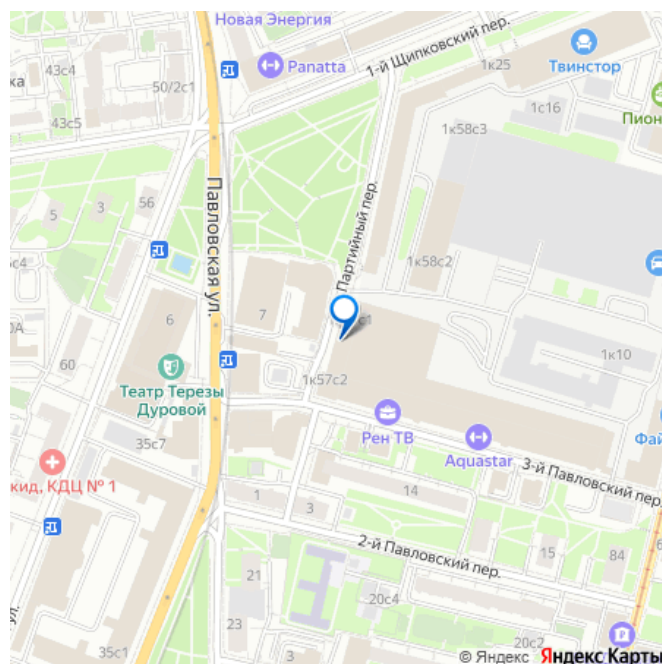 Новая Энергия
Panatta
1-й Щипковский пер.
1к25
Твинстор
50/2с1
43с4
43с5
1с16
1к58с3
Пион
Павловская ул.
Партийный пер.
56
3
5
1к58с2
7
6
60
Театр Терезы
Дуровой
1к57с2
1к10
Рен ТВ
Aquastar
Фай
3-й Павловский пер.
35с7
кид, КДЦ № 1
14
1
3
2-й Павловский пер.
15
84
21
20с4
23
35с1
3
20с2
© Яндекс Яндекс Карты